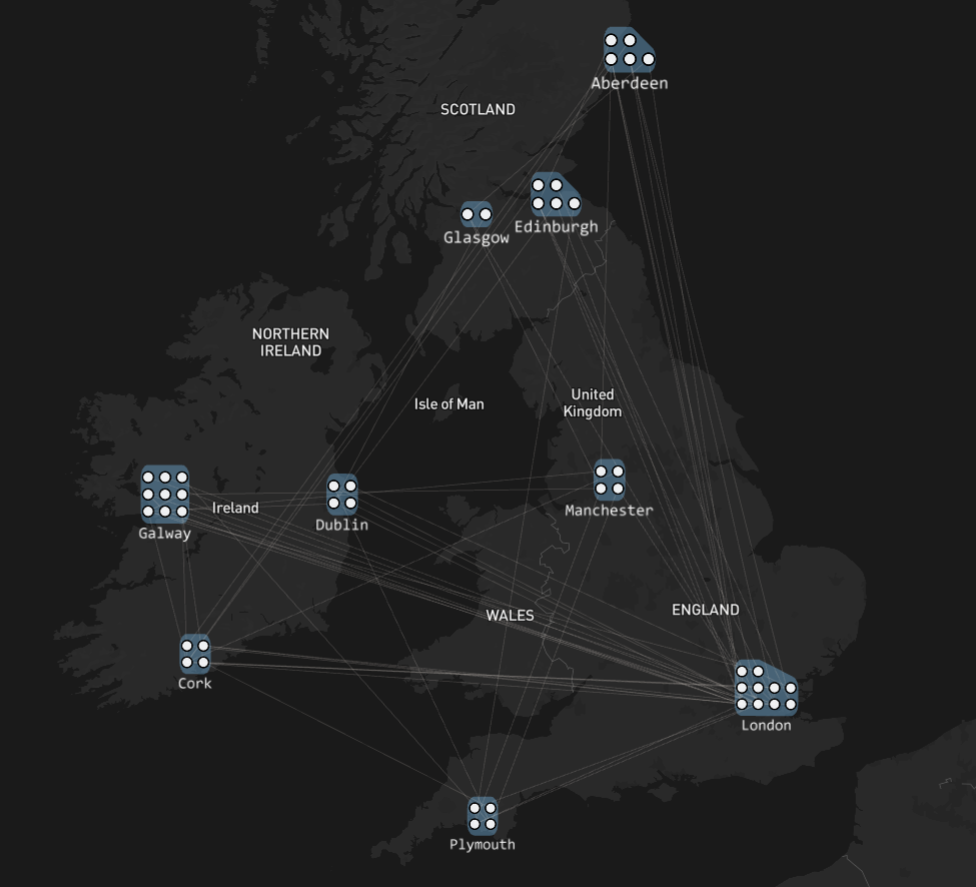 Aberdeen
SCOTLAND
Edinburgh
Glasgow
NORTHERN
IRELAND
Isle of Man
United
Kingdom
Ireland
Manchester
Dublin
Galway
ENGLAND
WALES
Cork
London
Plymouth